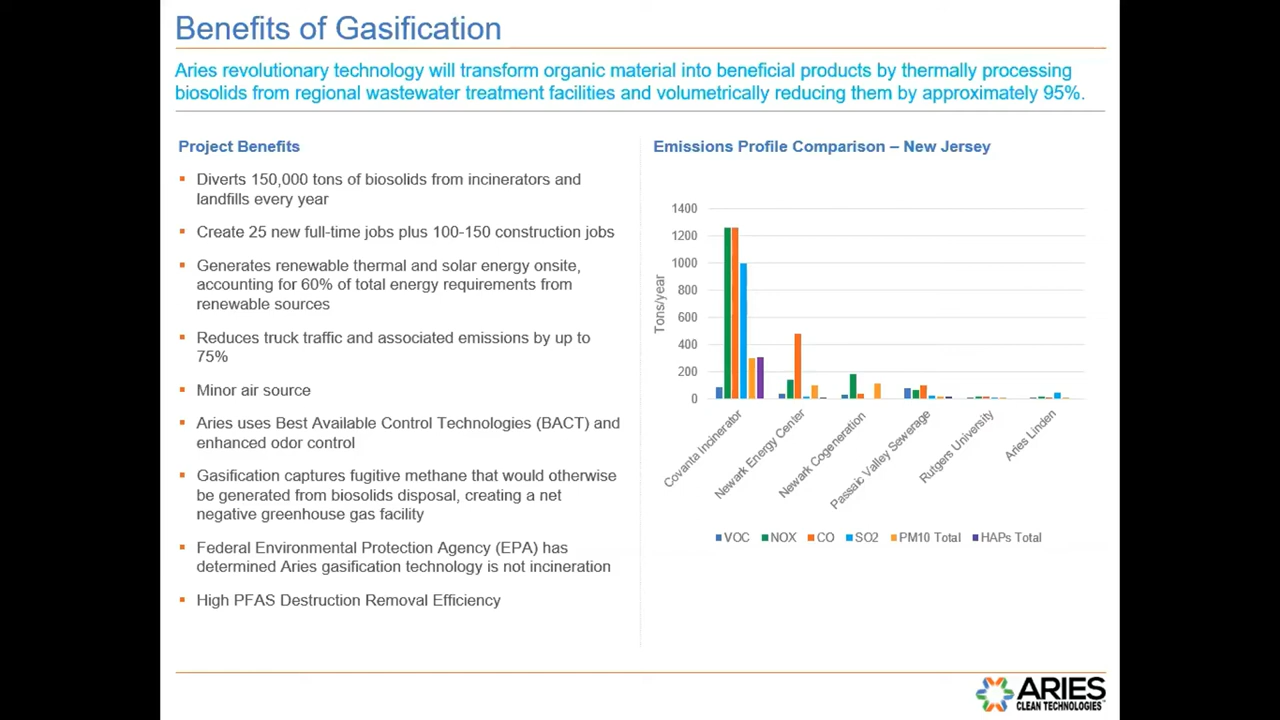 Benefits of Gasification
Aries revolutionary technology will transform organic material into beneficial products by thermally processing
biosolids from regional wastewater treatment facilities and volumetrically reducing them by approximately 95%.
Project Benefits
Diverts 150,000 tons of biosolids from incinerators and
landfills every year
Create 25 new full-time jobs plus 100-150 construction jobs
Generates renewable thermal and solar energy onsite,
accounting for 60% of total energy requirements from
renewable sources
Reduces truck traffic and associated emissions by up to
75%
Minor air source
Aries uses Best Available Control Technologies (BACT) and
enhanced odor control
Gasification captures fugitive methane that would otherwise
be generated from biosolids disposal, creating a net
negative greenhouse gas facility
Federal Environmental Protection Agency (EPA) has
determined Aries gasification technology is not incineration
High PFAS Destruction Removal Efficiency
Emissions Profile Comparison – New Jersey
1400
1200
1000
800
600
400
200
0
Tons/year
Covanta Incinerator
Newark Energy Center
Newark Cogeneration
Passaic Valley Sewerage
Rutgers University
Aries Linden
VOC NOX CO SO2 PM10 Total HAPs Total
ARIES
CLEAN TECHNOLOGIES